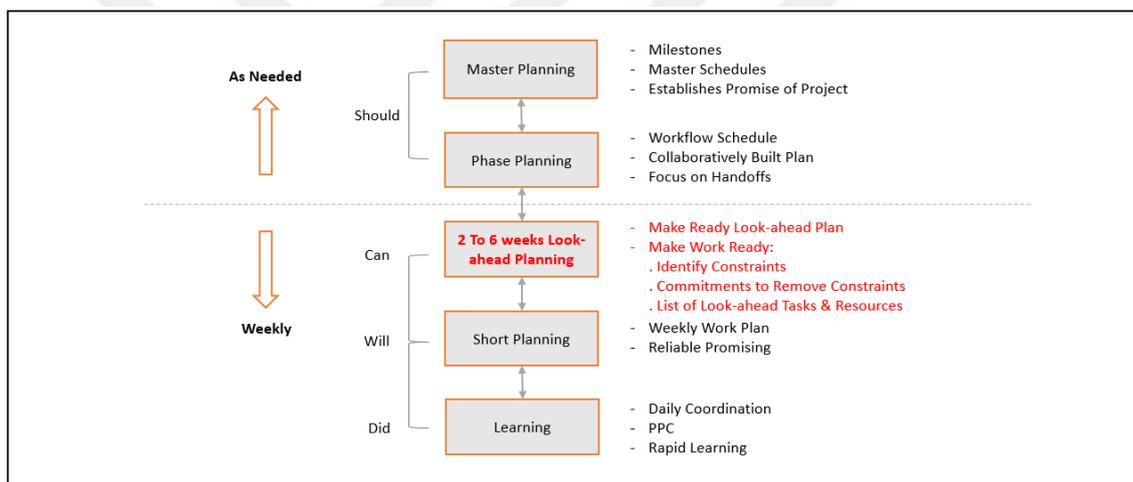 As Needed
Should
Master Planning
- Milestones
- Master Schedules
- Establishes Promise of Project
Phase Planning
- Workflow Schedule
- Collaboratively Built Plan
- Focus on Handoffs
Can
2 To 6 weeks Look-
ahead Planning
- Make Ready Look-ahead Plan
- Make Work Ready:
. Identify Constraints
. Commitments to Remove Constraints
. List of Look-ahead Tasks & Resources
Weekly
Will
Short Planning
- Weekly Work Plan
- Reliable Promising
Did
Learning
- Daily Coordination
- PPC
- Rapid Learning